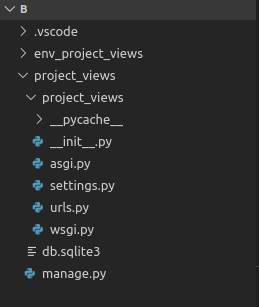 B
.vscode
env_project_views
project_views
project_views
__pycache__
__init__.py
asgi.py
settings.py
urls.py
wsgi.py
db.sqlite3
manage.py